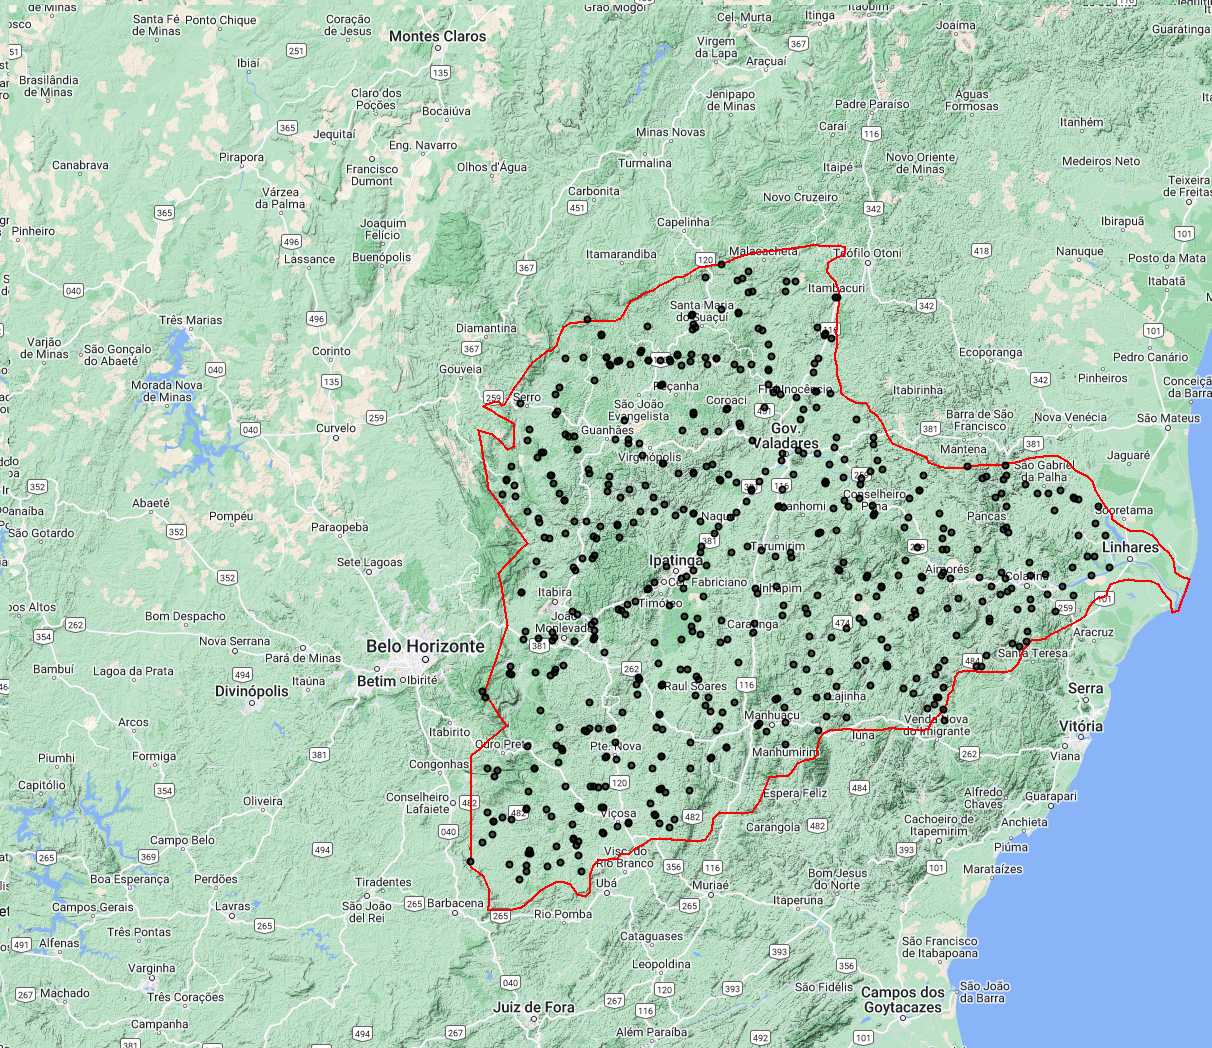 Santa Fé
de Minas
Ponto Chique
Coração
de Jesus
Montes Claros
Grão Mogol
Cel. Murta
Itinga
Itaobim
Joaíma
Jequitinh
Guaratinga
251
135
367
116
Ibiaí
Brasilândia
de Minas
Claro dos
Poções
Bocaiúva
Virgem
da Lapa
Araçuaí
Jenipapo
de Minas
Padre Paraíso
Águas
Formosas
Itanhém
365
Jequitaí
Eng. Navarro
Minas Novas
Caraí
116
Canabrava
Pirapora
Francisco
Dumont
Olhos d'Água
Turmalina
Itaipé
Novo Oriente
de Minas
Medeiros Neto
Teixeira
de Freitas
Várzea
da Palma
Carbonita
451
Novo Cruzeiro
342
365
Pinheiro
496
Joaquim
Felício
Capelinha
Ibirapuã
101
Lassance
Buenópolis
367
Itamarandiba
120
Malacacheta
Teófilo Otoni
418
Nanuque
Posto da Mata
Itabatã
040
Itambacuri
342
Três Marias
496
Diamantina
Santa Maria
do Suaçuí
116
101
Varjão
de Minas
São Gonçalo
do Abaeté
Corinto
367
Gouveia
Ecoporanga
Pedro Canário
040
135
Morada Nova
de Minas
Peçanha
342
Pinheiros
Conceição
da Barra
259
Serro
São João
Evangelista
Coroaci
Frei Inocêncio
Itabirinha
259
451
Barra de São
Francisco
Nova Venécia
São Mateus
040
Curvelo
Guanhães
Gov.
Valadares
381
381
Mantena
Virginópolis
Jaguaré
352
São Gabriel
da Palha
259
381
116
Conselheiro
Pena
Abaeté
Pompéu
Sooretama
Naque
Pancas
São Gotardo
352
Paraopeba
381
Tarumirim
259
Linhares
Sete Lagoas
Ipatinga
Cel. Fabriciano
Aimorés
Colatina
352
Itabira
Timóteo
Inhapim
101
259
262
Bom Despacho
João
Monlevade
Caratinga
474
Aracruz
354
Nova Serrana
381
Belo Horizonte
484
Santa Teresa
494
Pará de Minas
Bambuí
Lagoa da Prata
Itaúna
Betim
Ibirité
262
Raul Soares
116
Lajinha
Serra
Divinópolis
Arcos
Itabirito
Manhuaçu
Venda Nova
do Imigrante
Vitória
Iúna
Ouro Preto
Pte. Nova
381
Manhumirim
262
Viana
Piumhi
Formiga
Congonhas
Capitólio
354
120
Espera Feliz
484
Alfredo
Chaves
Guarapari
Oliveira
Conselheiro
Lafaiete
482
482
Viçosa
482
Cachoeiro de
Itapemirim
Anchieta
Campo Belo
040
Carangola
482
Piúma
265
369
494
Visc. do
Rio Branco
356
116
393
101
Marataízes
Boa Esperança
Perdões
Tiradentes
Ubá
Muriaé
Bom Jesus
do Norte
Campos Gerais
Lavras
São João
del Rei
265
Barbacena
265
Rio Pomba
265
Itaperuna
491
Alfenas
Três Pontas
265
Cataguases
São Francisco
de Itabapoana
393
Varginha
Leopoldina
356
040
267
Machado
Três Corações
120
393
São Fidélis
Campos dos
Goytacazes
São João
da Barra
Juiz de Fora
267
116
Campanha
494
267
Além Paraíba
492
101
381